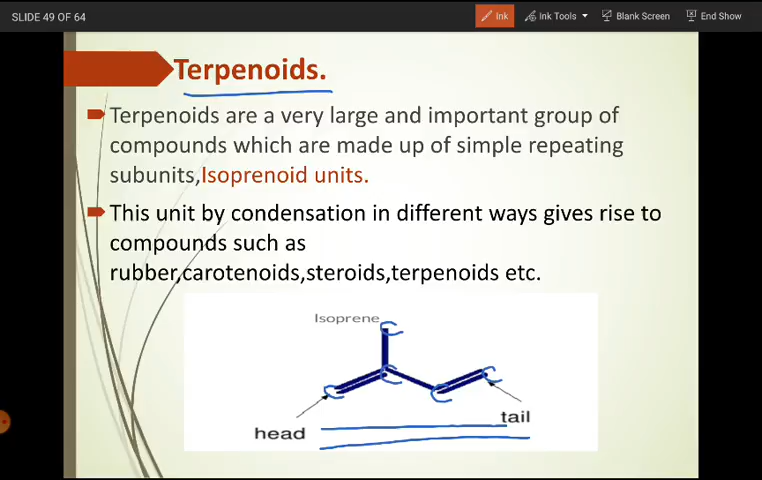 SLIDE 49 OF 64
Ink
Ink Tools
Blank Screen
End Show
Terpenoids.
Terpenoids are a very large and important group of
compounds which are made up of simple repeating
subunits,Isoprenoid units.
This unit by condensation in different ways gives rise to
compounds such as
rubber,carotenoids,steroids,terpenoids etc.
Isoprene
C
C
C
C
C
tail
head